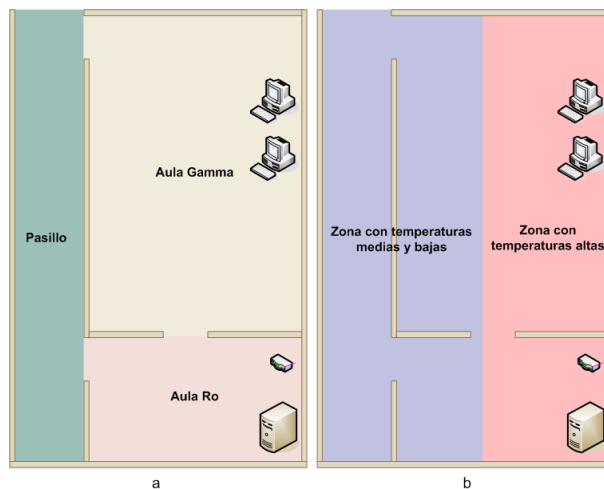 Aula Gamma
Pasillo
Aula Ro
a
Zona con temperaturas
medias y bajas
Zona con
temperaturas altas
b